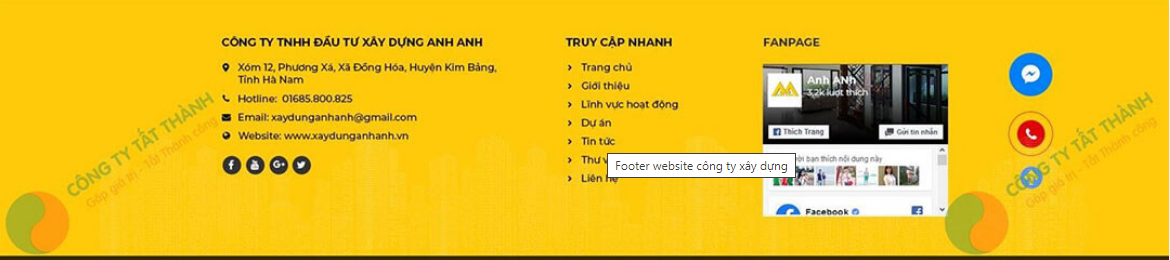 CÔNG TY TNHH ĐẦU TƯ XÂY DỰNG ANH ANH
Xóm 12, Phương Xá, Xã Đồng Hóa, Huyện Kim Bảng,
Tỉnh Hà Nam
Hotline: 01685.800.825
Email: xaydunganhanh@gmail.com
Website: www.xaydunganhanh.vn
TRUY CẬP NHANH
Trang chủ
Giới thiệu
Lĩnh vực hoạt động
Dự án
Tin tức
Thư v
Liên hệ
Footer website công ty xây dựng
FANPAGE
Anh ANh
3,2k lượt thích
Thích Trang
Gửi tin nhắn
bạn thích nội dung này
Facebook
CÔNG TY TẤT THÀNH
Góp giá trị - Tất Thành công
CÔNG TY TẤT THÀNH
Góp giá trị - Tất Thành công